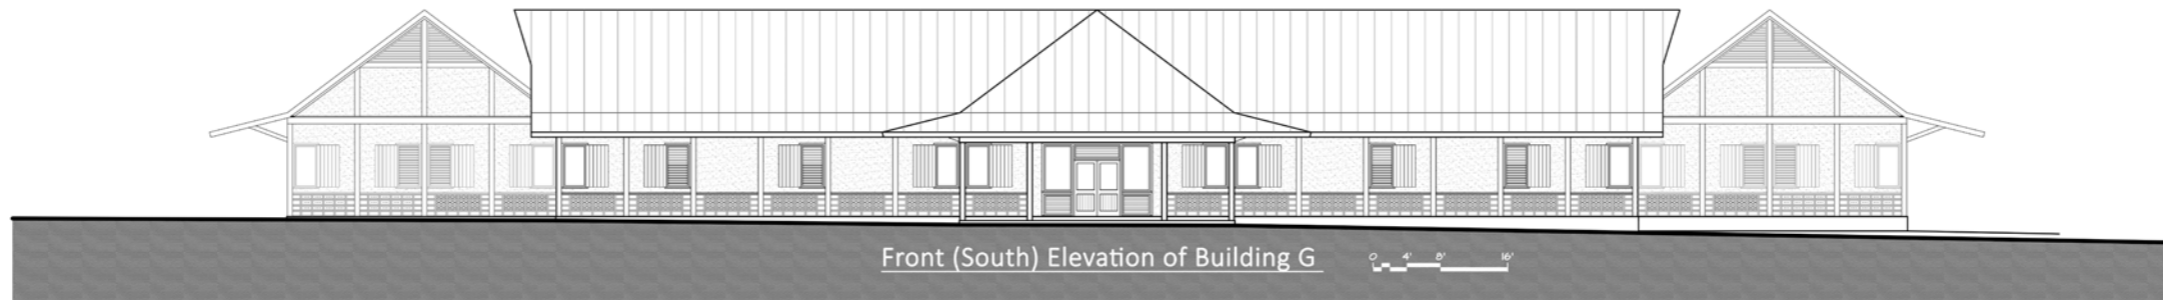 Front (South) Elevation of Building G
0 4' 8' 16'